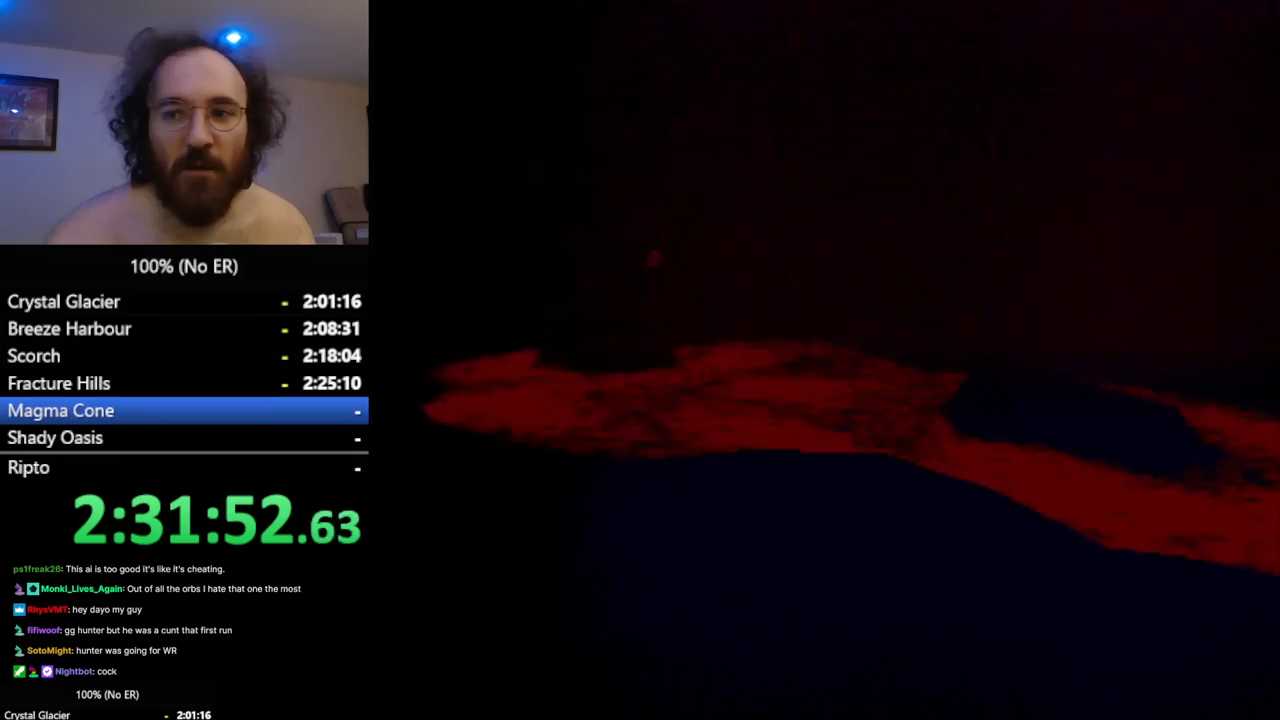 100% (No ER)
Crystal Glacier - 2:01:16
Breeze Harbour - 2:08:31
Scorch - 2:18:04
Fracture Hills - 2:25:10
Magma Cone -
Shady Oasis -
Ripto -
2:31:52.63
ps1freak26: This ai is too good it's like it's cheating.
Monki_Lives_Again: Out of all the orbs I hate that one the most
RhysVMT: hey dayo my guy
fifiwoof: gg hunter but he was a cunt that first run
SotoMight: hunter was going for WR
Nightbot: cock
100% (No ER)
Crystal Glacier - 2:01:16